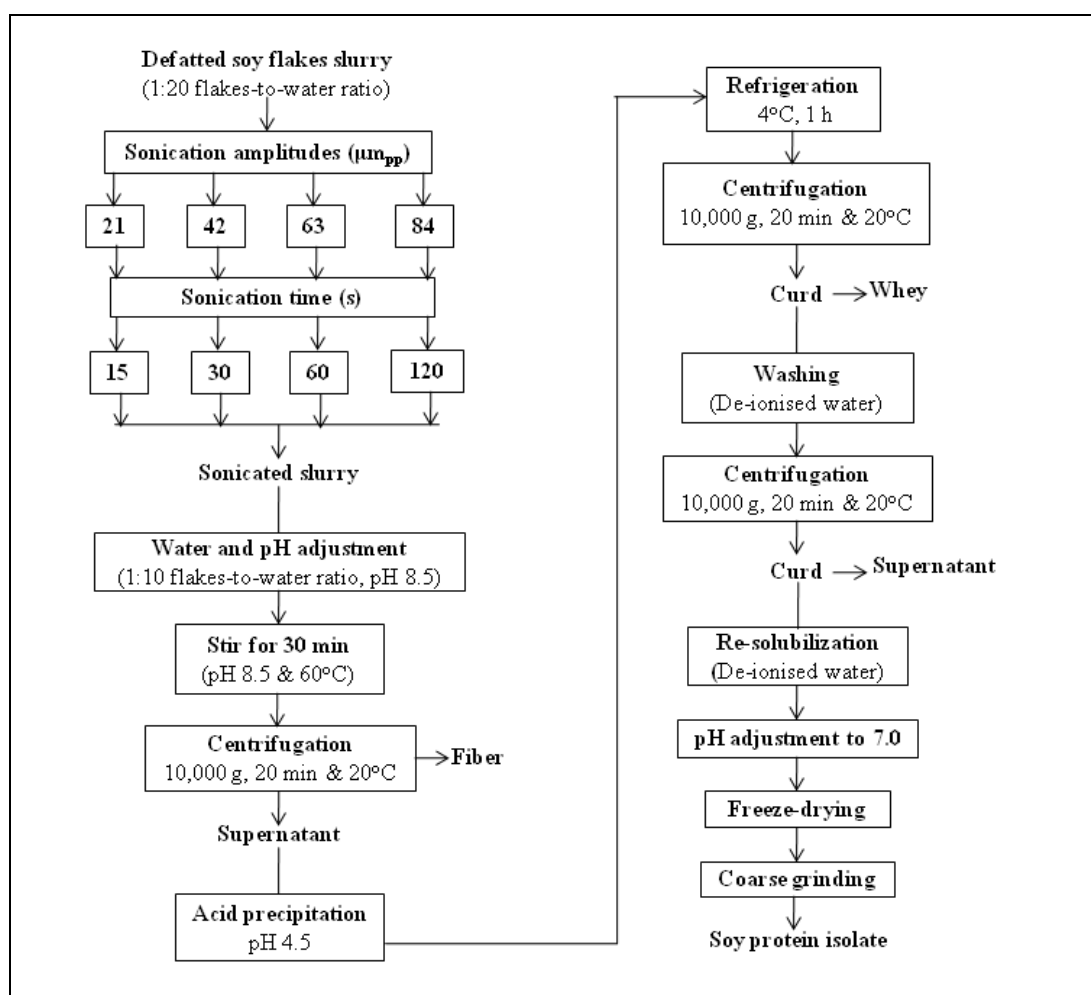 Defatted soy flakes slurry
(1:20 flakes-to-water ratio)
Sonication amplitudes (µmpp)
21 42 63 84
Sonication time (s)
15 30 60 120
Sonicated slurry
Water and pH adjustment
(1:10 flakes-to-water ratio, pH 8.5)
Stir for 30 min
(pH 8.5 & 60°C)
Centrifugation
10,000 g, 20 min & 20°C
Fiber
Supernatant
Acid precipitation
pH 4.5
Refrigeration
4°C, 1 h
Centrifugation
10,000 g, 20 min & 20°C
Curd Whey
Washing
(De-ionised water)
Centrifugation
10,000 g, 20 min & 20°C
Curd Supernatant
Re-solubilization
(De-ionised water)
pH adjustment to 7.0
Freeze-drying
Coarse grinding
Soy protein isolate